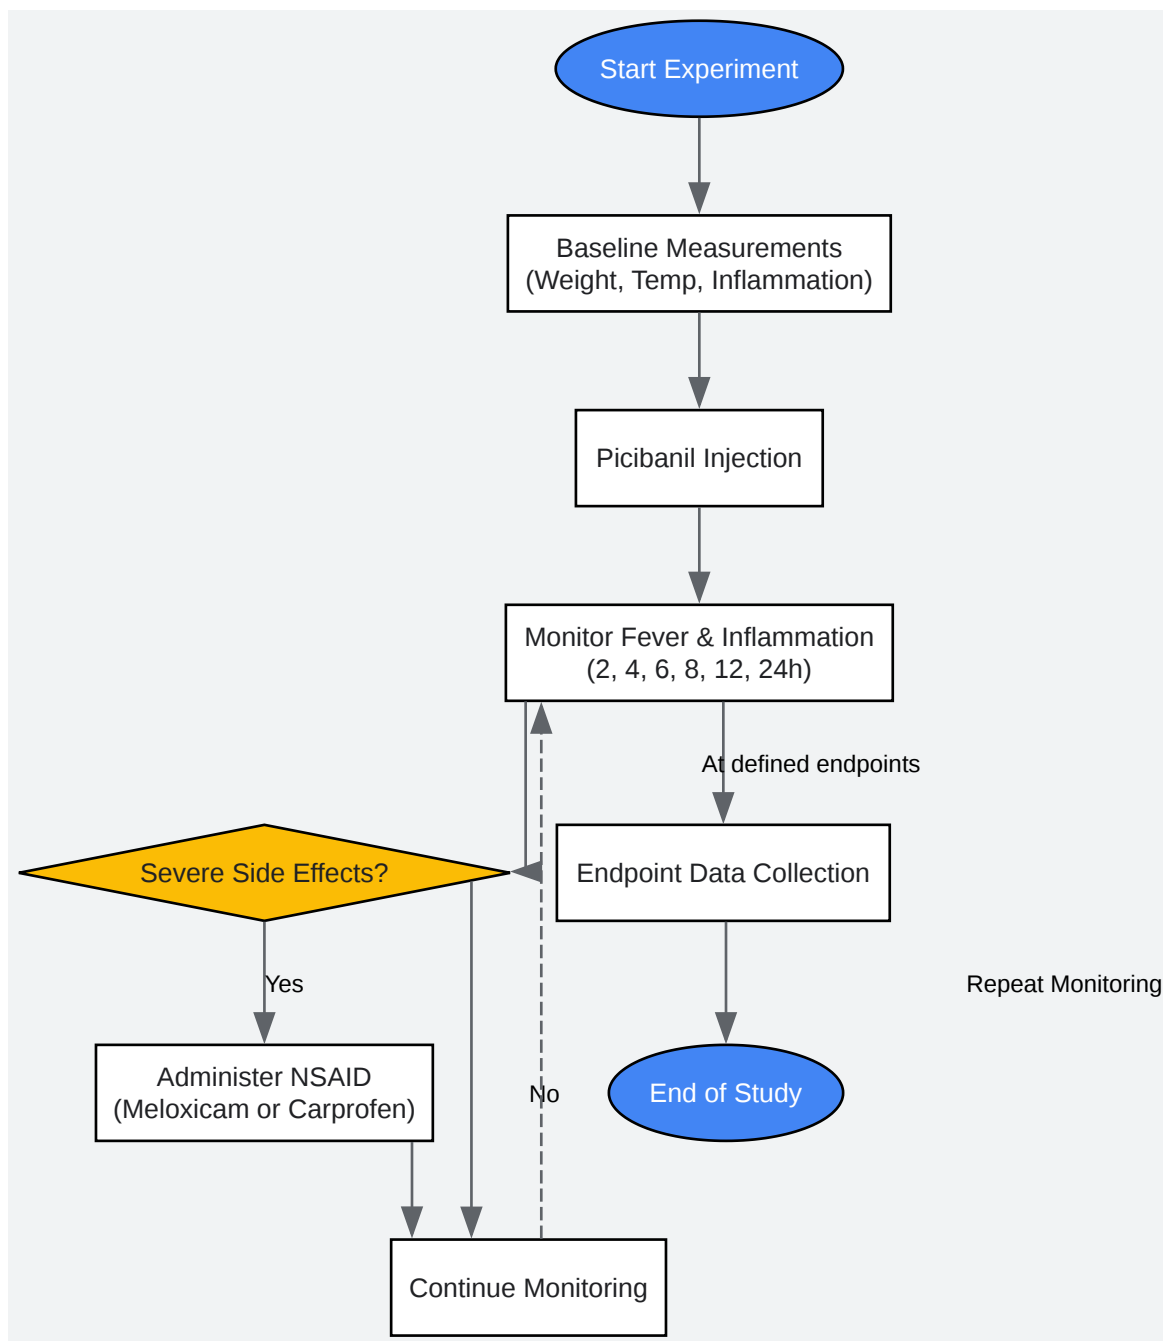 Start Experiment
Baseline Measurements
(Weight, Temp, Inflammation)
Picibanil Injection
Monitor Fever & Inflammation
(2, 4, 6, 8, 12, 24h)
At defined endpoints
Severe Side Effects?
Endpoint Data Collection
Yes
Repeat Monitoring
Administer NSAID
(Meloxicam or Carprofen)
No
End of Study
Continue Monitoring